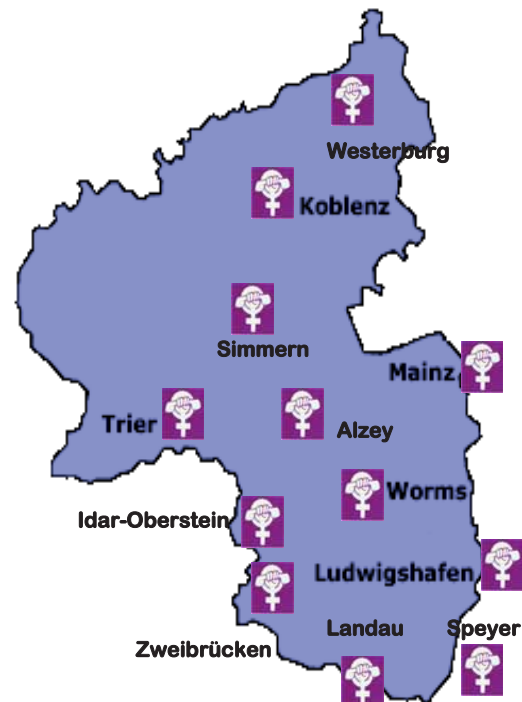 Westerburg
Koblenz
Simmern
Mainz
Trier
Alzey
Worms
Idar-Oberstein
Ludwigshafen
Landau
Speyer
Zweibrücken